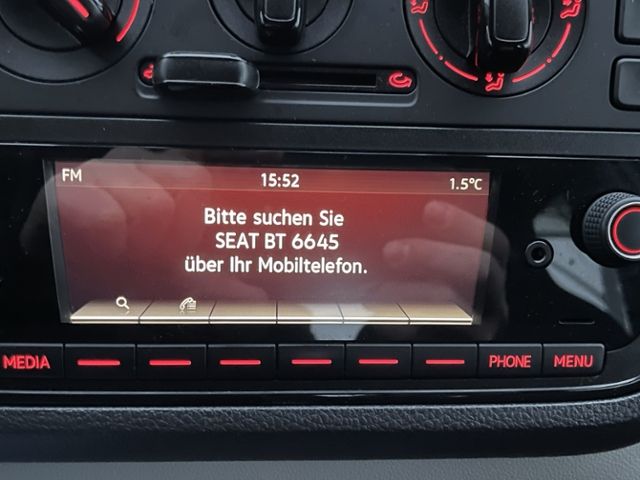 FM 15:52 1.5°C
Bitte suchen Sie
SEAT BT 6645
über Ihr Mobiltelefon.
MEDIA PHONE MENU